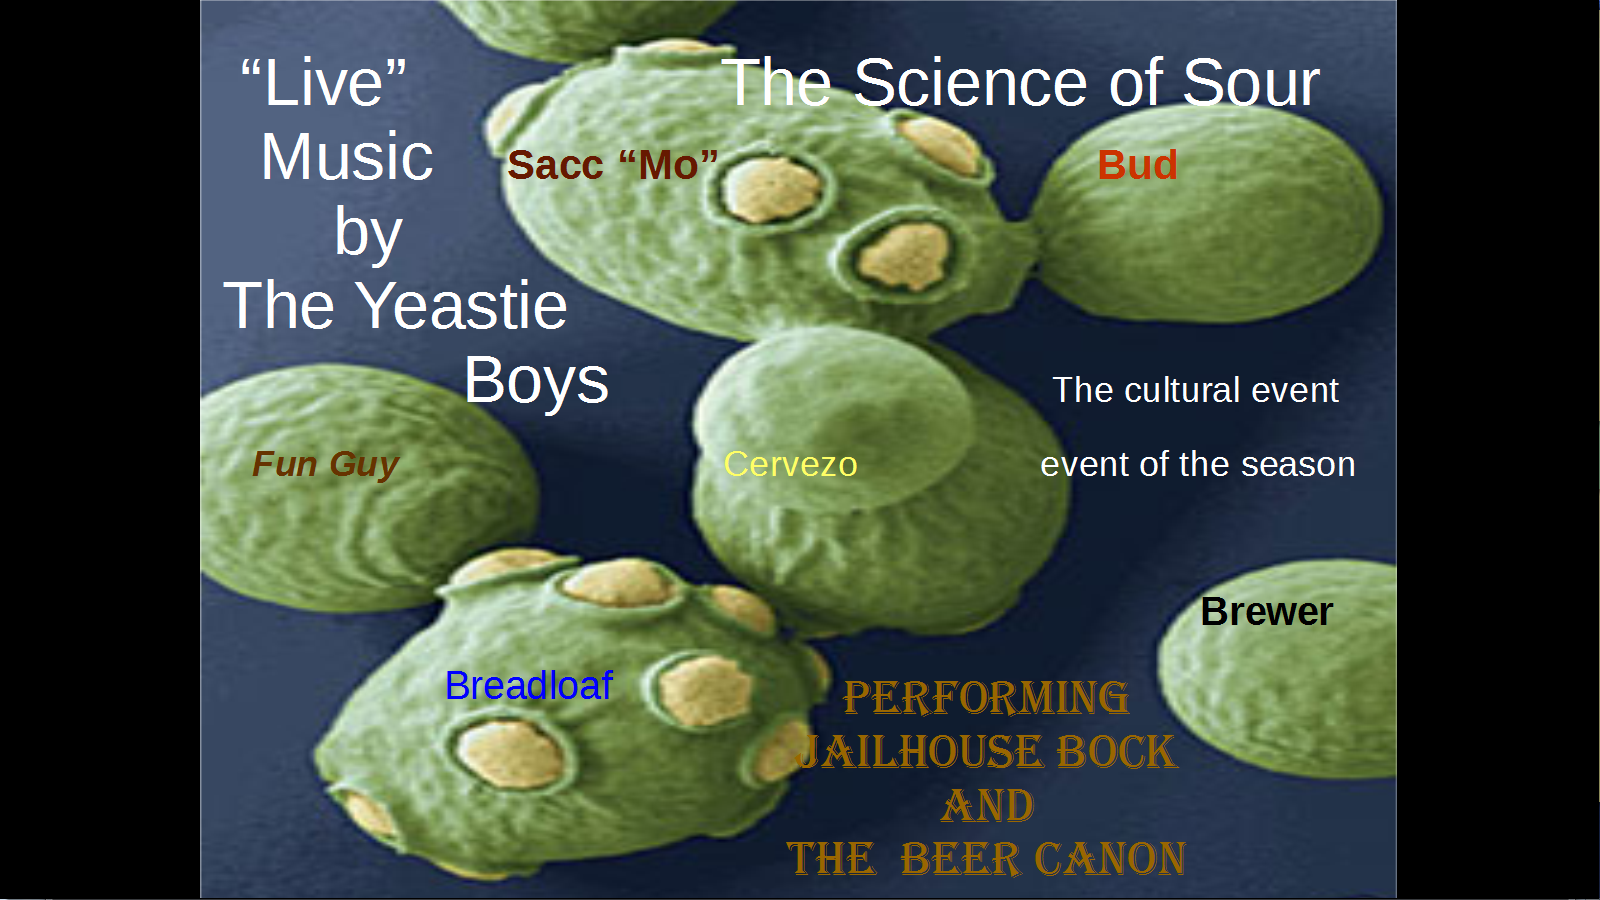 “Live”
Music
by
The Yeastie
Boys
The Science of Sour
Sacc “Mo”
Bud
The cultural event
event of the season
Fun Guy
Cervezo
Brewer
Breadloaf
PERFORMING
JAILHOUSE BOCK
AND
THE BEER CANON